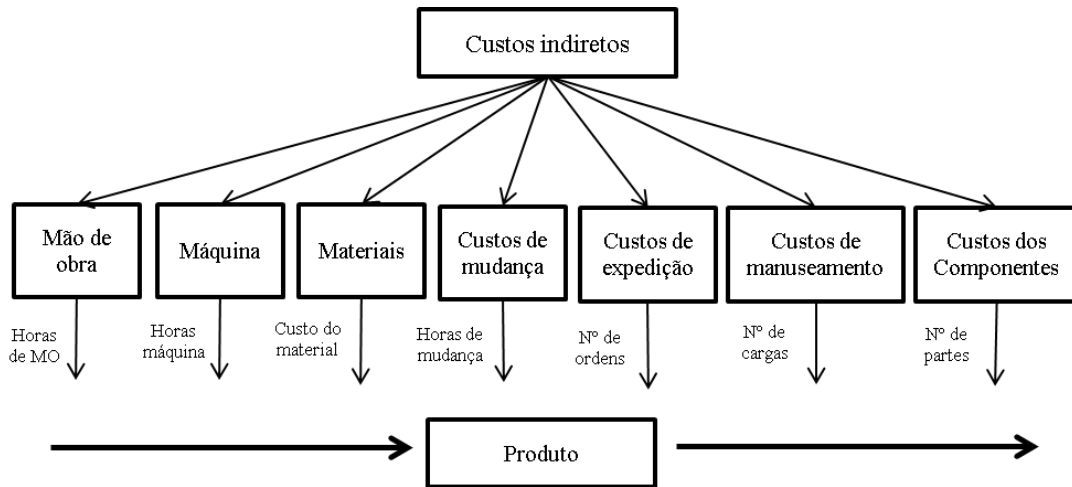 Custos indiretos
Mão de
obra
Máquina
Materiais
Custos de
mudança
Custos de
expedição
Custos de
manuseamento
Custos dos
Componentes
Horas
de MO
Horas
máquina
Custo do
material
Horas de
mudança
Nº de
ordens
Nº de
cargas
Nº de
partes
Produto